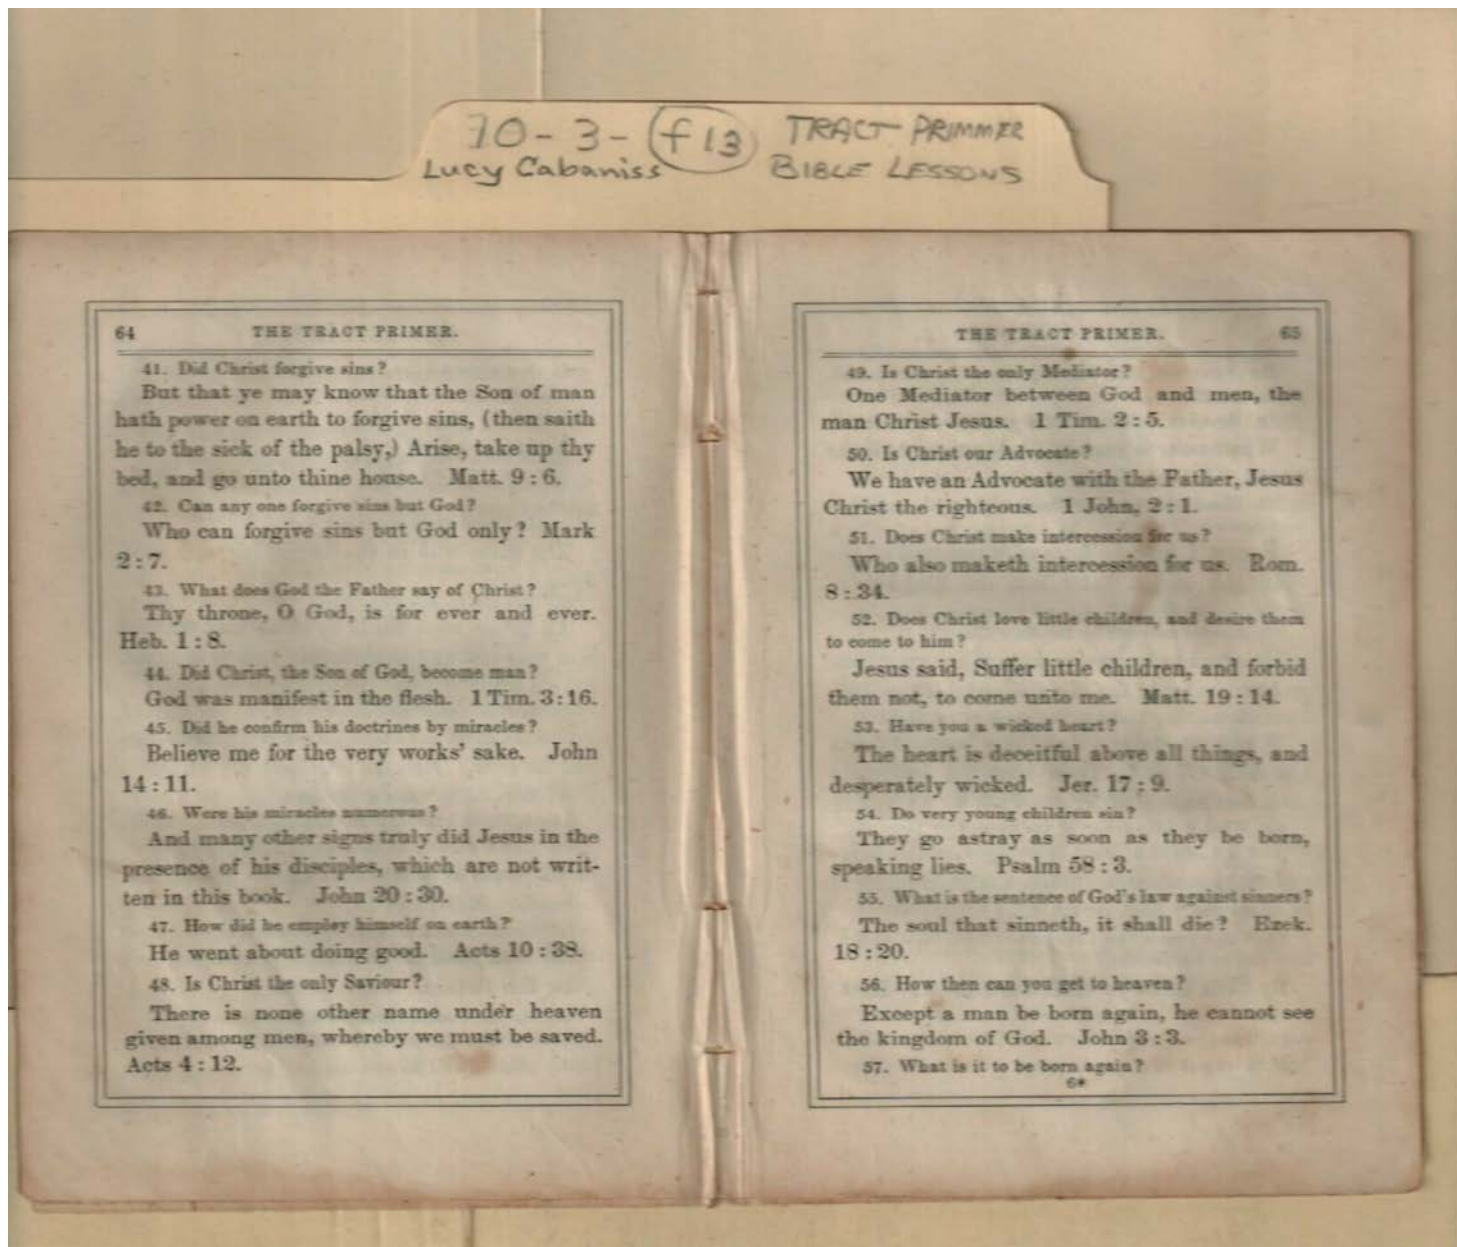 10-3-f13 TRACT PRIMMER
Lucy Cabaniss BIBLE LESSONS
64 THE TRACT PRIMER.
41. Did Christ forgive sins?
But that ye may know that the Son of man
hath power on earth to forgive sins, (then saith
he to the sick of the palsy,) Arise, take up thy
bed, and go unto thine house. Matt. 9 : 6.
42. Can any one forgive sins but God?
Who can forgive sins but God only? Mark
2 : 7.
43. What does God the Father say of Christ?
Thy throne, O God, is for ever and ever.
Heb. 1 : 8.
44. Did Christ, the Son of God, become man?
God was manifest in the flesh. 1 Tim. 3 : 16.
45. Did he confirm his doctrines by miracles?
Believe me for the very works' sake. John
14 : 11.
46. Were his miracles numerous?
And many other signs truly did Jesus in the
presence of his disciples, which are not writ-
ten in this book. John 20 : 30.
47. How did he employ himself on earth?
He went about doing good. Acts 10 : 38.
48. Is Christ the only Saviour?
There is none other name under heaven
given among men, whereby we must be saved.
Acts 4 : 12.
THE TRACT PRIMER. 65
49. Is Christ the only Mediator?
One Mediator between God and men, the
man Christ Jesus. 1 Tim. 2 : 5.
50. Is Christ our Advocate?
We have an Advocate with the Father, Jesus
Christ the righteous. 1 John, 2 : 1.
51. Does Christ make intercession for us?
Who also maketh intercession for us. Rom.
8 : 34.
52. Does Christ love little children, and desire them
to come to him?
Jesus said, Suffer little children, and forbid
them not, to come unto me. Matt. 19 : 14.
53. Have you a wicked heart?
The heart is deceitful above all things, and
desperately wicked. Jer. 17 : 9.
54. Do very young children sin?
They go astray as soon as they be born,
speaking lies. Psalm 58 : 3.
55. What is the sentence of God's law against sinners?
The soul that sinneth, it shall die? Ezek.
18 : 20.
56. How then can you get to heaven?
Except a man be born again, he cannot see
the kingdom of God. John 3 : 3.
57. What is it to be born again?
6*